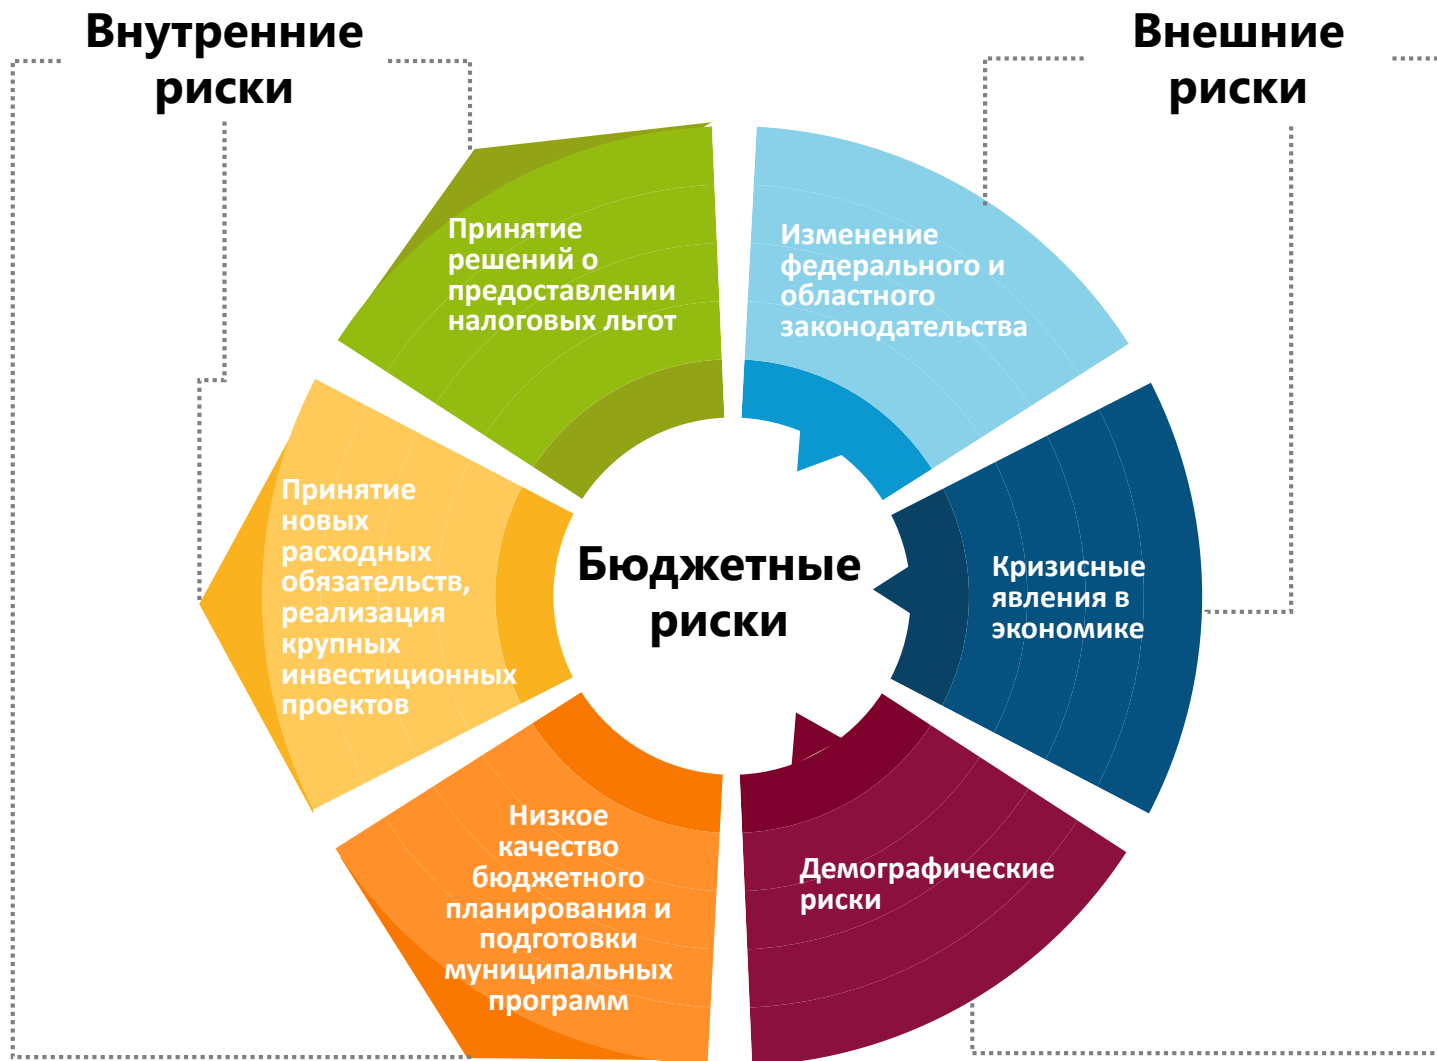 Внутренние
риски
Внешние
риски
Принятие
решений о
предоставлении
налоговых льгот
Изменение
федерального и
областного
законодательства
Принятие
новых
расходных
обязательств,
реализация
крупных
инвестиционных
проектов
Бюджетные
риски
Кризисные
явления в
экономике
Низкое
качество
бюджетного
планирования и
подготовки
муниципальных
программ
Демографические
риски